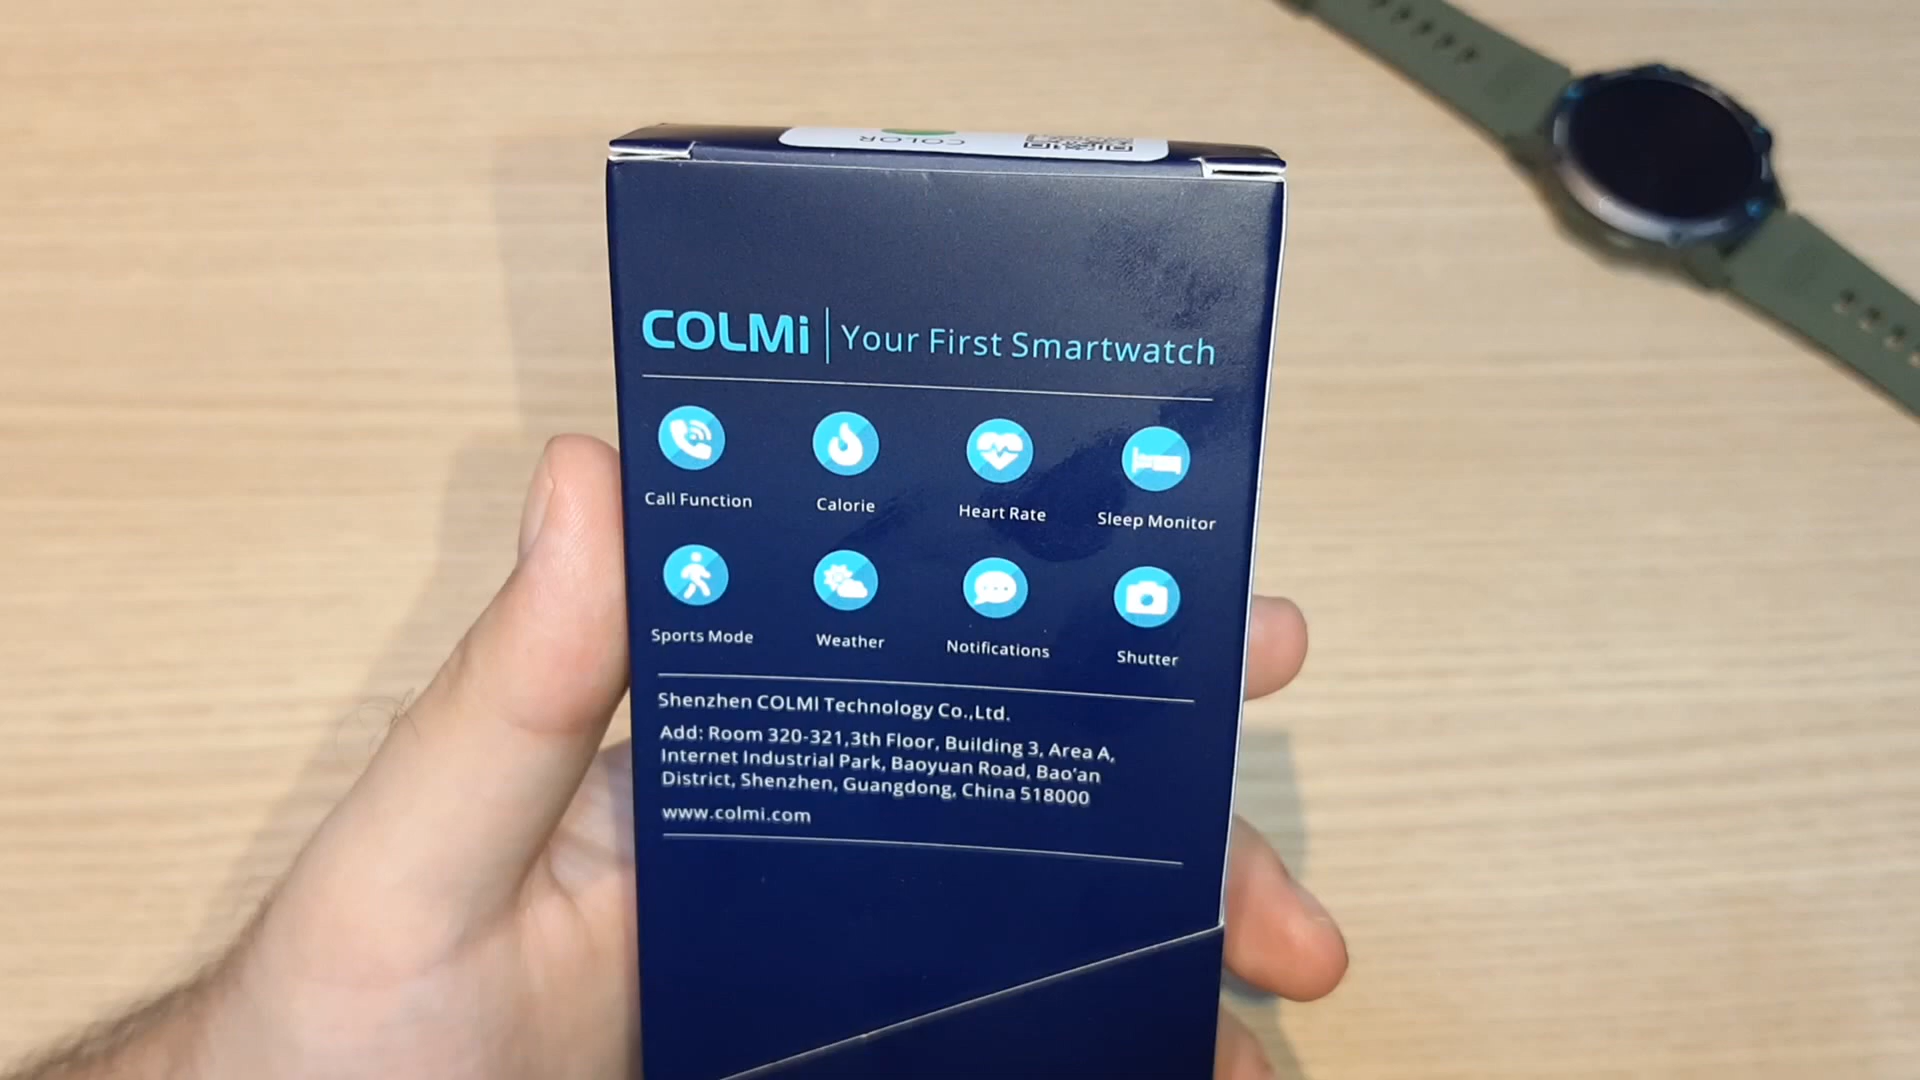 COLOR
COLMi | Your First Smartwatch
Call Function Calorie Heart Rate Sleep Monitor
Sports Mode Weather Notifications Shutter
Shenzhen COLMI Technology Co.,Ltd.
Add: Room 320-321,3th Floor, Building 3, Area A,
Internet Industrial Park, Baoyuan Road, Bao'an
District, Shenzhen, Guangdong, China 518000
www.colmi.com